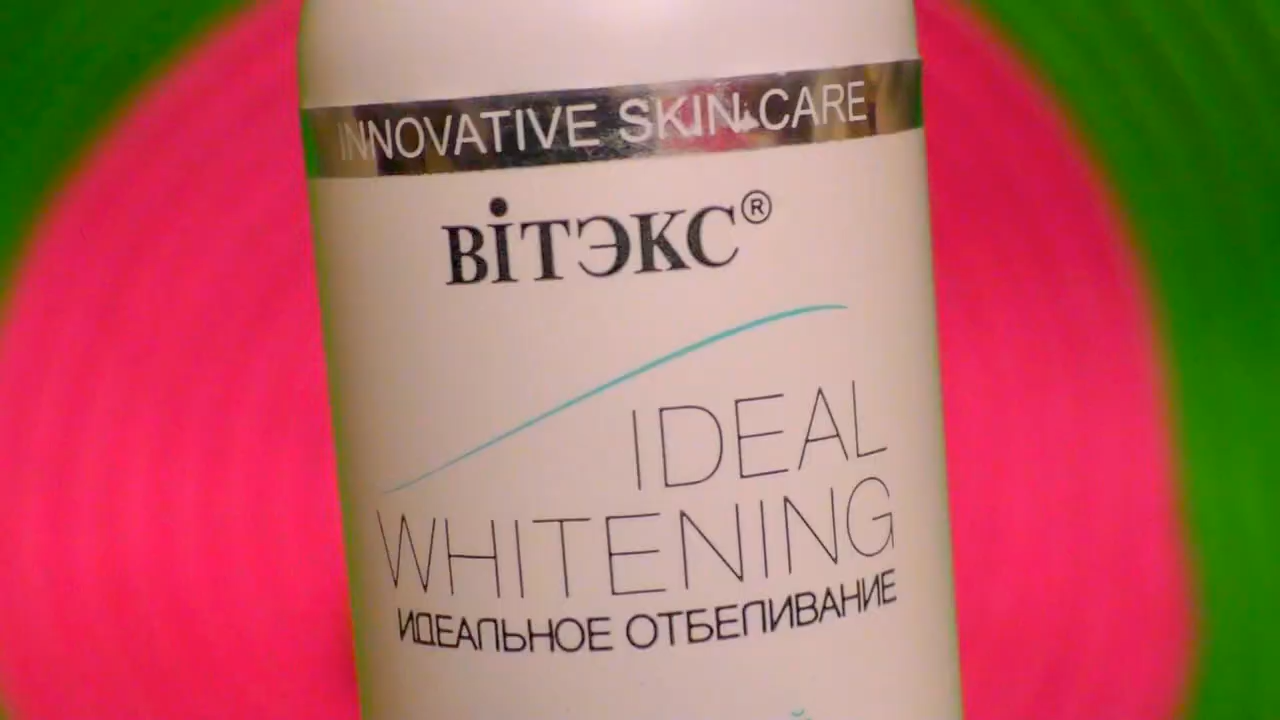 INNOVATIVE SKIN CARE
ВіТЭКС®
IDEAL
WHITENING
ИДЕАЛЬНОЕ ОТБЕЛИВАНИЕ